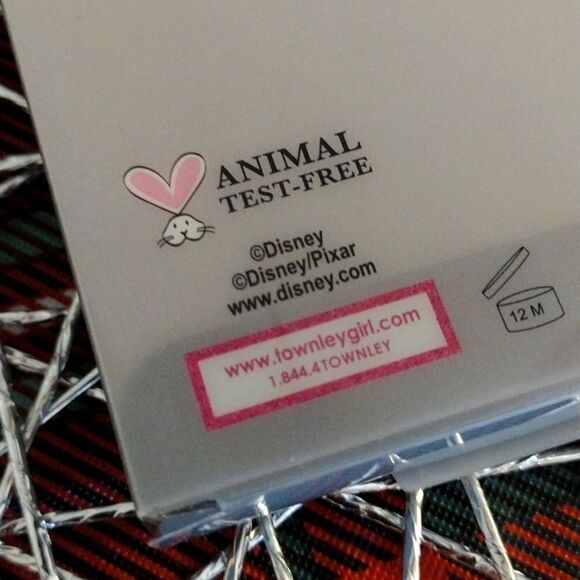 ANIMAL
TEST-FREE
©Disney
©Disney/Pixar
www.disney.com
www.townleygirl.com
1.844.4TOWNLEY
12 M